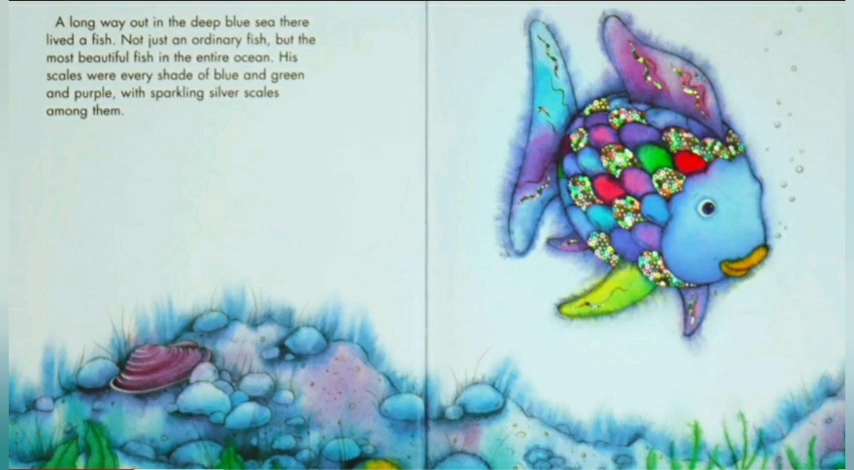 A long way out in the deep blue sea there
lived a fish. Not just an ordinary fish, but the
most beautiful fish in the entire ocean. His
scales were every shade of blue and green
and purple, with sparkling silver scales
among them.